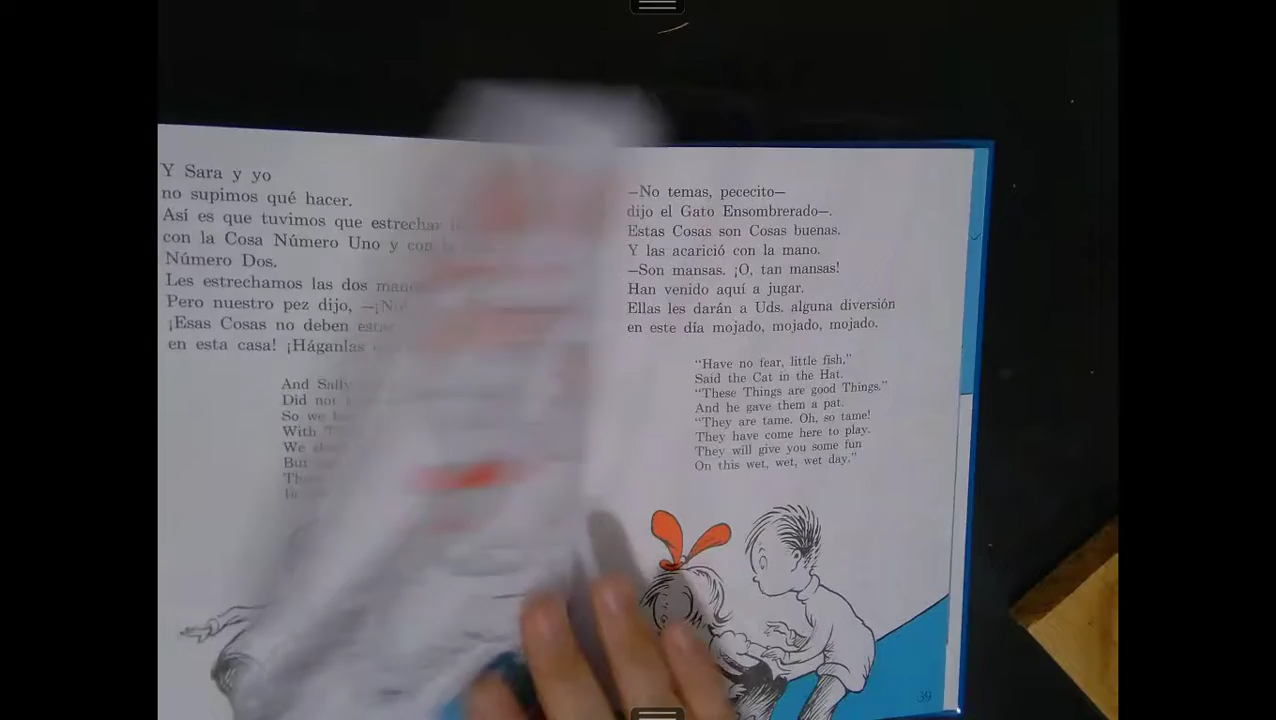 Y Sara y yo
no supimos qué hacer.
Así es que tuvimos que estrechar
con la Cosa Número Uno y con
Número Dos.
Les estrechamos las dos
Pero nuestro pez dijo, —
¡Esas Cosas no deben
en esta casa! ¡Háganlas
And Sally
Did not
So we
With
We
But
—No temas, pececito—
dijo el Gato Ensombrerado—.
Estas Cosas son Cosas buenas.
Y las acarició con la mano.
—Son mansas. ¡O, tan mansas!
Han venido aquí a jugar.
Ellas les darán a Uds. alguna diversión
en este día mojado, mojado, mojado.
"Have no fear, little fish,"
Said the Cat in the Hat.
"These Things are good Things."
And he gave them a pat.
"They are tame. Oh, so tame!
They have come here to play.
They will give you some fun
On this wet, wet, wet day."
39